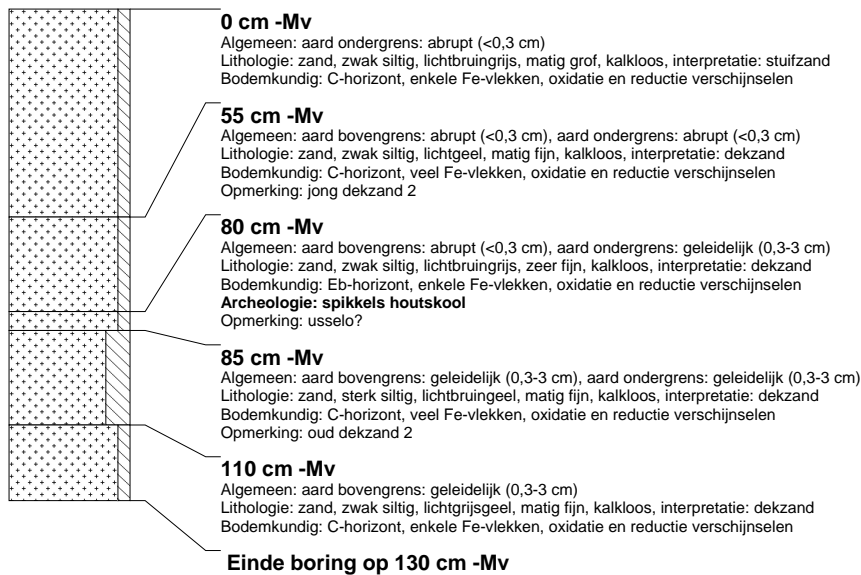 0 cm -Mv
Algemeen: aard ondergrens: abrupt (<0,3 cm)
Lithologie: zand, zwak siltig, lichtbruingrijs, matig grof, kalkloos, interpretatie: stuifzand
Bodemkundig: C-horizont, enkele Fe-vlekken, oxidatie en reductie verschijnselen
55 cm -Mv
Algemeen: aard bovengrens: abrupt (<0,3 cm), aard ondergrens: abrupt (<0,3 cm)
Lithologie: zand, zwak siltig, lichtgeel, matig fijn, kalkloos, interpretatie: dekzand
Bodemkundig: C-horizont, veel Fe-vlekken, oxidatie en reductie verschijnselen
Opmerking: jong dekzand 2
80 cm -Mv
Algemeen: aard bovengrens: abrupt (<0,3 cm), aard ondergrens: geleidelijk (0,3-3 cm)
Lithologie: zand, zwak siltig, lichtbruingrijs, zeer fijn, kalkloos, interpretatie: dekzand
Bodemkundig: Eb-horizont, enkele Fe-vlekken, oxidatie en reductie verschijnselen
Archeologie: spikkels houtskool
Opmerking: usselo?
85 cm -Mv
Algemeen: aard bovengrens: geleidelijk (0,3-3 cm), aard ondergrens: geleidelijk (0,3-3 cm)
Lithologie: zand, sterk siltig, lichtbruingeel, matig fijn, kalkloos, interpretatie: dekzand
Bodemkundig: C-horizont, veel Fe-vlekken, oxidatie en reductie verschijnselen
Opmerking: oud dekzand 2
110 cm -Mv
Algemeen: aard bovengrens: geleidelijk (0,3-3 cm)
Lithologie: zand, zwak siltig, lichtgrijsgeel, matig fijn, kalkloos, interpretatie: dekzand
Bodemkundig: C-horizont, enkele Fe-vlekken, oxidatie en reductie verschijnselen
Einde boring op 130 cm -Mv